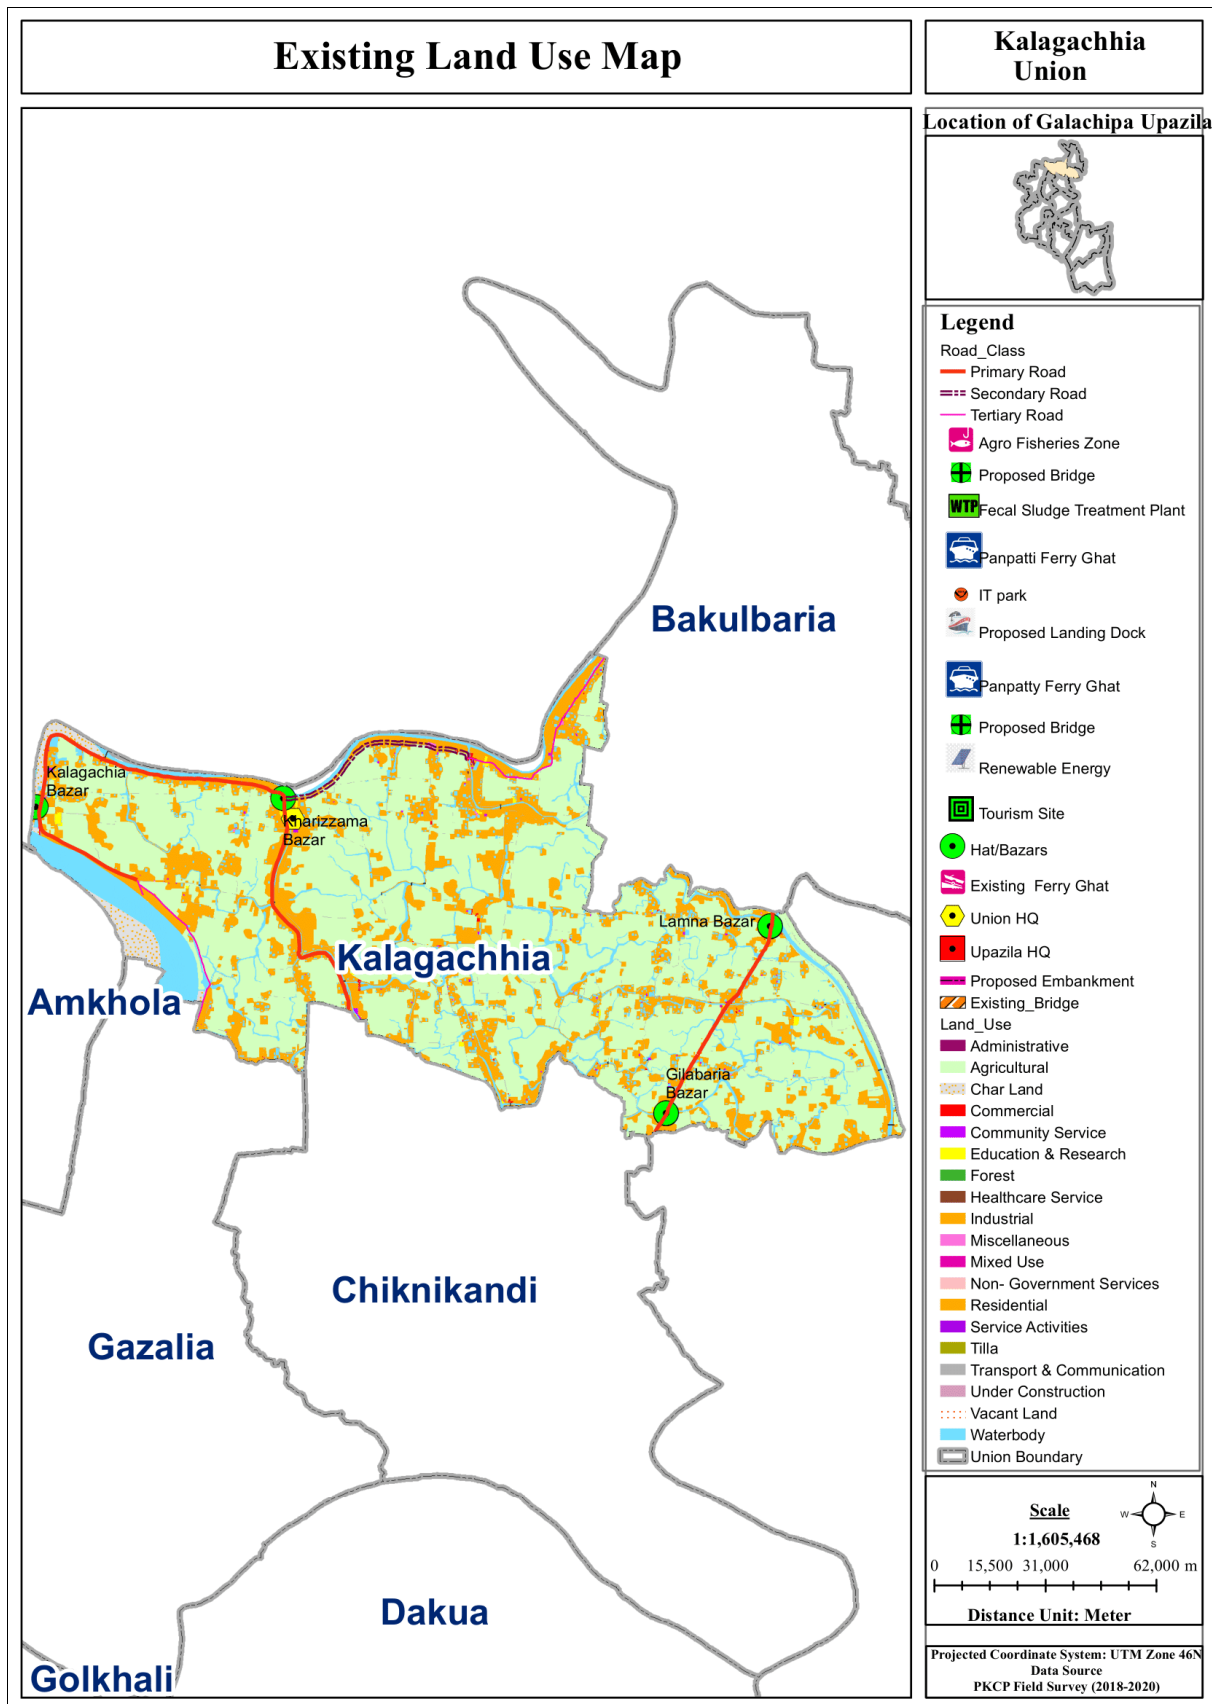 Existing Land Use Map
Kalagachhia
Union
Location of Galachipa Upazila
Bakulbaria
Kalagachia
Bazar
Kharizzama
Bazar
Lamna Bazar
Kalagachhia
Amkhola
Gilabaria
Bazar
Chiknikandi
Gazalia
Dakua
Golkhali
Legend
Road_Class
Primary Road
Secondary Road
Tertiary Road
Agro Fisheries Zone
Proposed Bridge
WTP Fecal Sludge Treatment Plant
Panpatti Ferry Ghat
IT park
Proposed Landing Dock
Panpatty Ferry Ghat
Proposed Bridge
Renewable Energy
Tourism Site
Hat/Bazars
Existing Ferry Ghat
Union HQ
Upazila HQ
Proposed Embankment
Existing_Bridge
Land_Use
Administrative
Agricultural
Char Land
Commercial
Community Service
Education & Research
Forest
Healthcare Service
Industrial
Miscellaneous
Mixed Use
Non- Government Services
Residential
Service Activities
Tilla
Transport & Communication
Under Construction
Vacant Land
Waterbody
Union Boundary
Scale
1:1,605,468
N
W E
S
0 15,500 31,000 62,000 m
Distance Unit: Meter
Projected Coordinate System: UTM Zone 46N
Data Source
PKCP Field Survey (2018-2020)